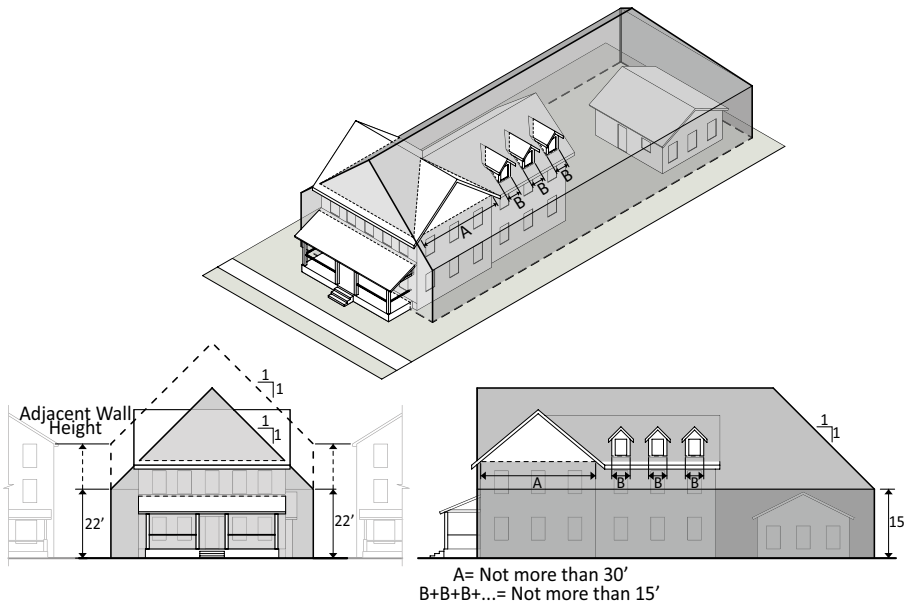 A
B
B
B
1
1
1
1
Adjacent Wall
Height
22’
22’
1
1
A
B
B
B
15
A= Not more than 30’
B+B+B+...= Not more than 15’